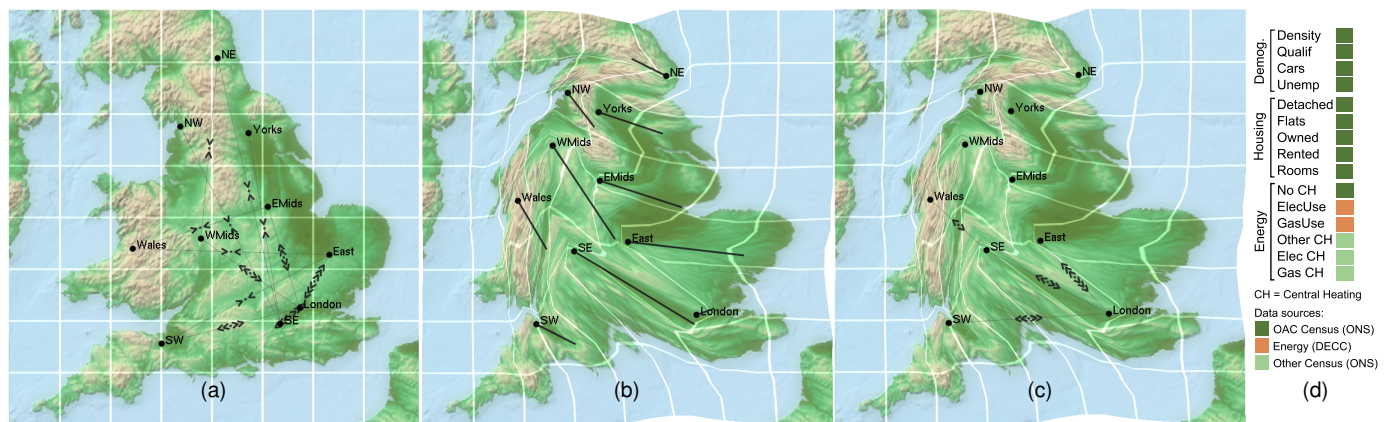 NE
NW
Yorks
EMids
WMids
Wales
East
London
SE
SW
(a)
NE
NW
Yorks
WMids
EMids
Wales
East
SE
London
SW
(b)
NE
NW
Yorks
WMids
EMids
Wales
East
SE
London
SW
(c)
Demog.
Density
Qualif
Cars
Unemp
Housing
Detached
Flats
Owned
Rented
Rooms
Energy
No CH
ElecUse
GasUse
Other CH
Elec CH
Gas CH
CH = Central Heating
Data sources:
OAC Census (ONS)
Energy (DECC)
Other Census (ONS)
(d)